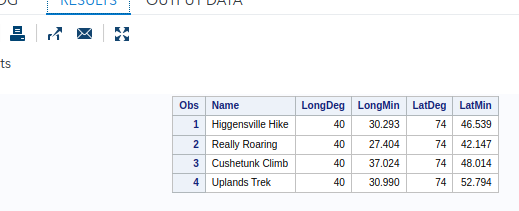 OG RESULTS OUTPUT DATA
ts
Obs Name LongDeg LongMin LatDeg LatMin
1 Higgensville Hike 40 30.293 74 46.539
2 Really Roaring 40 27.404 74 42.147
3 Cushetunk Climb 40 37.024 74 48.014
4 Uplands Trek 40 30.990 74 52.794